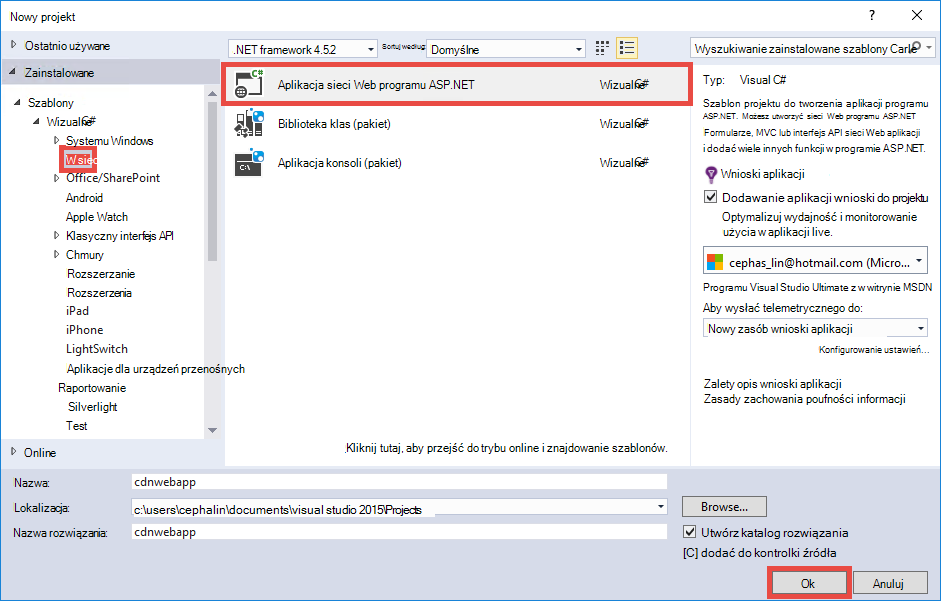 Nowy projekt
Ostatnio używane
.NET framework 4.5.2
Sortuj według
Domyślne
Wyszukiwanie zainstalowane szablony
Zainstalowane
Szablony
Wizualne C#
Systemu Windows
W sieci
Office/SharePoint
Android
Apple Watch
Klasyczny interfejs API
Chmury
Rozszerzanie
Rozszerzenia
iPad
iPhone
LightSwitch
Aplikacje dla urządzeń przenośnych
Raportowanie
Silverlight
Test
Online
Aplikacja sieci Web programu ASP.NET
Wizualne C#
Biblioteka klas (pakiet)
Wizualne C#
Aplikacja konsoli (pakiet)
Wizualne C#
Kliknij tutaj, aby przejść do trybu online i znajdowanie szablonów.
Typ: Visual C#
Szablon projektu do tworzenia aplikacji programu
ASP.NET. Możesz utworzyć sieci Web programu ASP.NET
Formularze, MVC lub interfejs API sieci Web aplikacji
i dodać wiele innych funkcji w programie ASP.NET.
Wnioski aplikacji
Dodawanie aplikacji wnioski do projektu
Optymalizuj wydajność i monitorowanie
użycia w aplikacji live.
cephas_lin@hotmail.com (Micro...
Programu Visual Studio Ultimate z w witrynie MSDN
Aby wysłać telemetrycznego do:
Nowy zasób wnioski aplikacji
Konfigurowanie ustawień...
Zalety opis wnioski aplikacji
Zasady zachowania poufności informacji
Nazwa:
cdnwebapp
Lokalizacja:
c:\users\cephalin\documents\visual studio 2015\Projects
Browse...
Nazwa rozwiązania:
cdnwebapp
Utwórz katalog rozwiązania
[C] dodać do kontrolki źródła
Ok
Anuluj